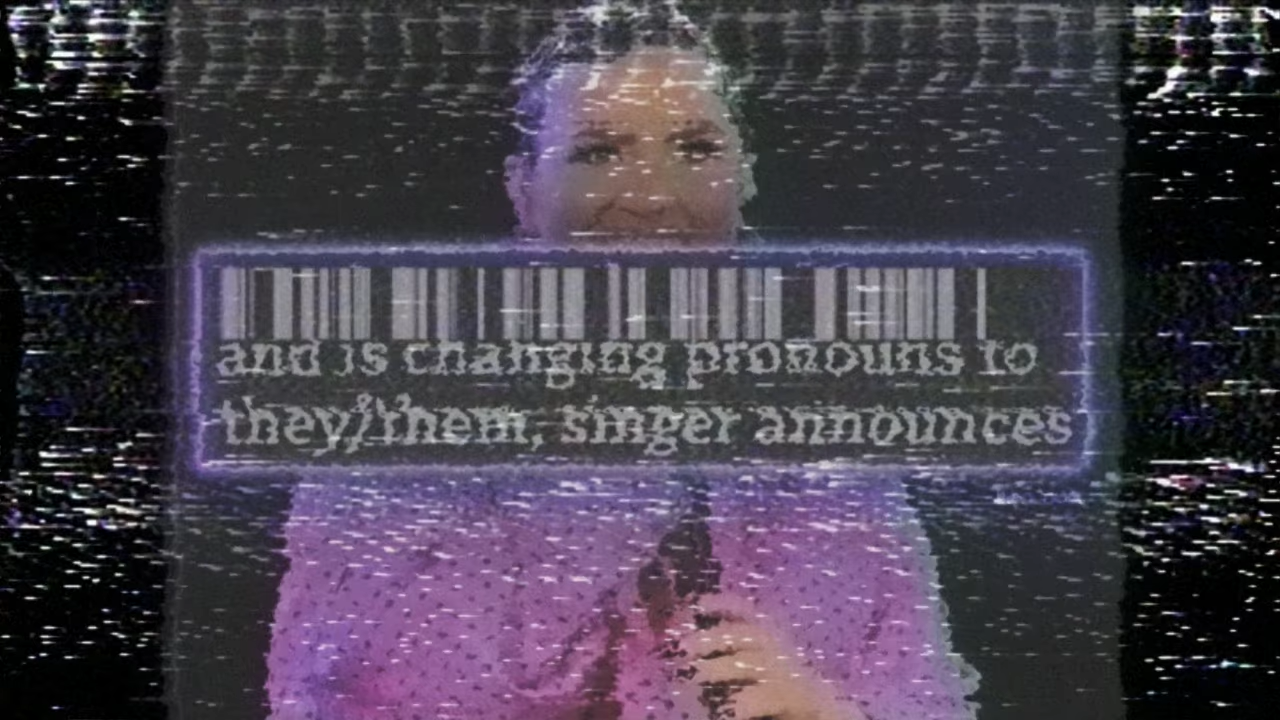 and is changing pronouns to
they/them, singer announces